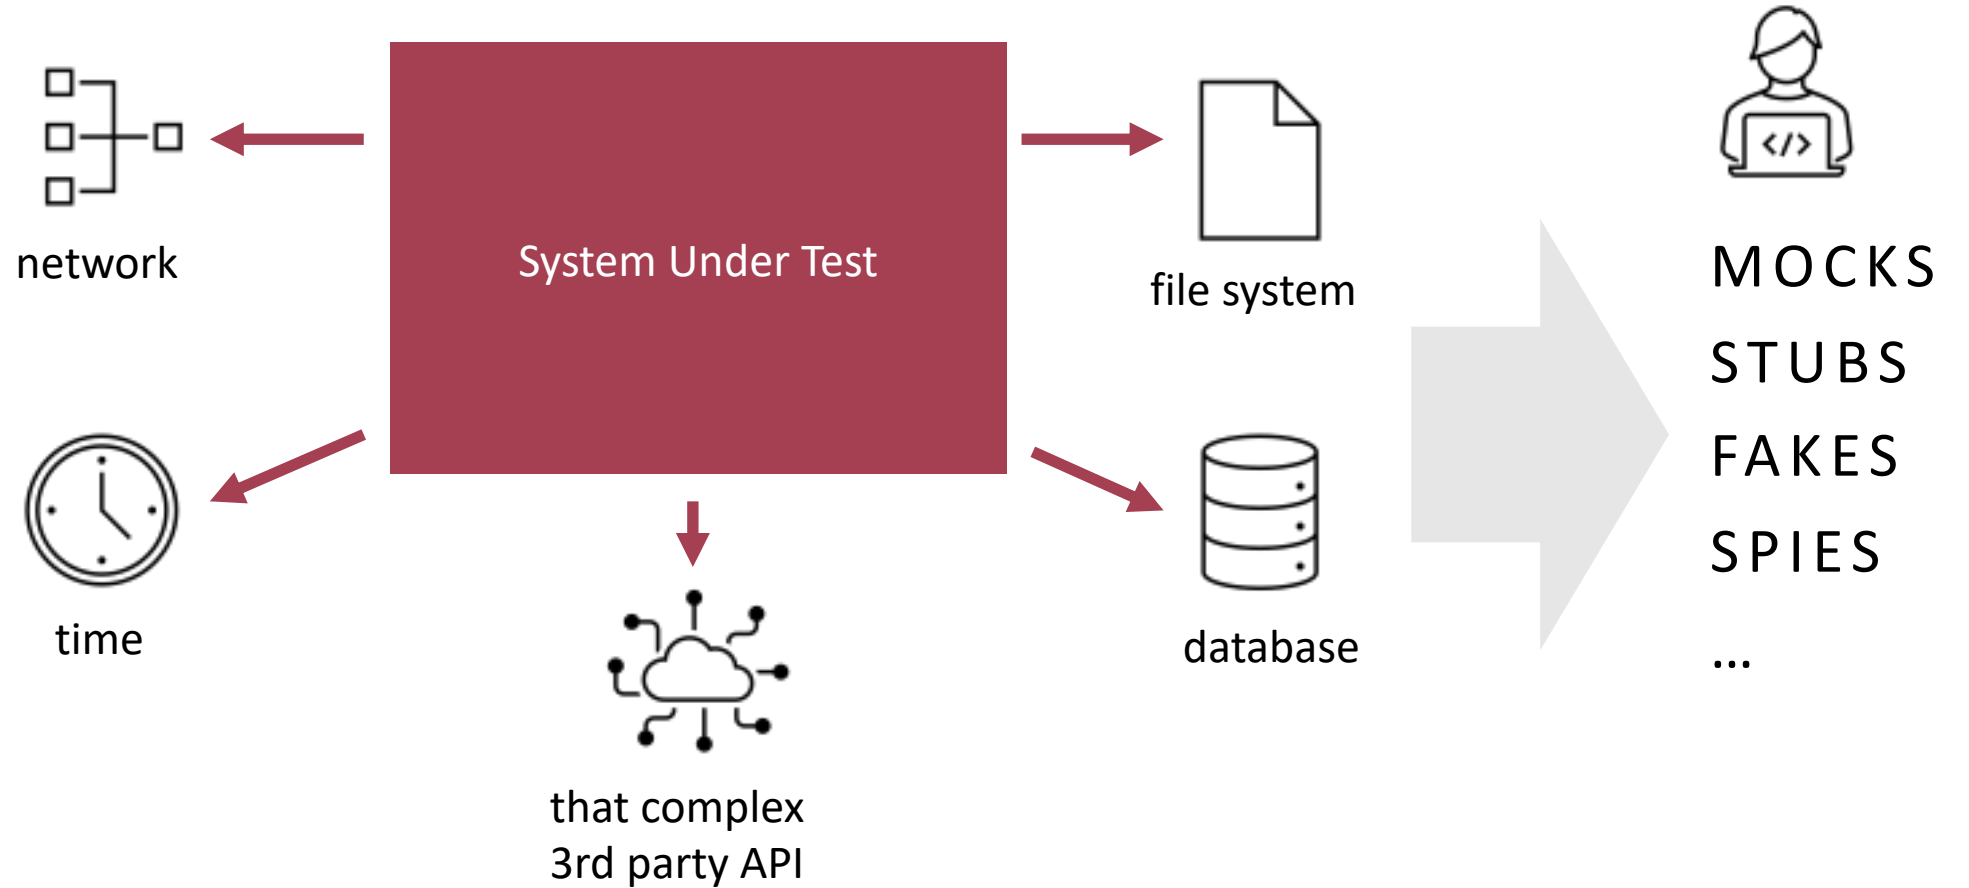 network
System Under Test
file system
time
database
that complex
3rd party API
</>
MOCKS
STUBS
FAKES
SPIES
...